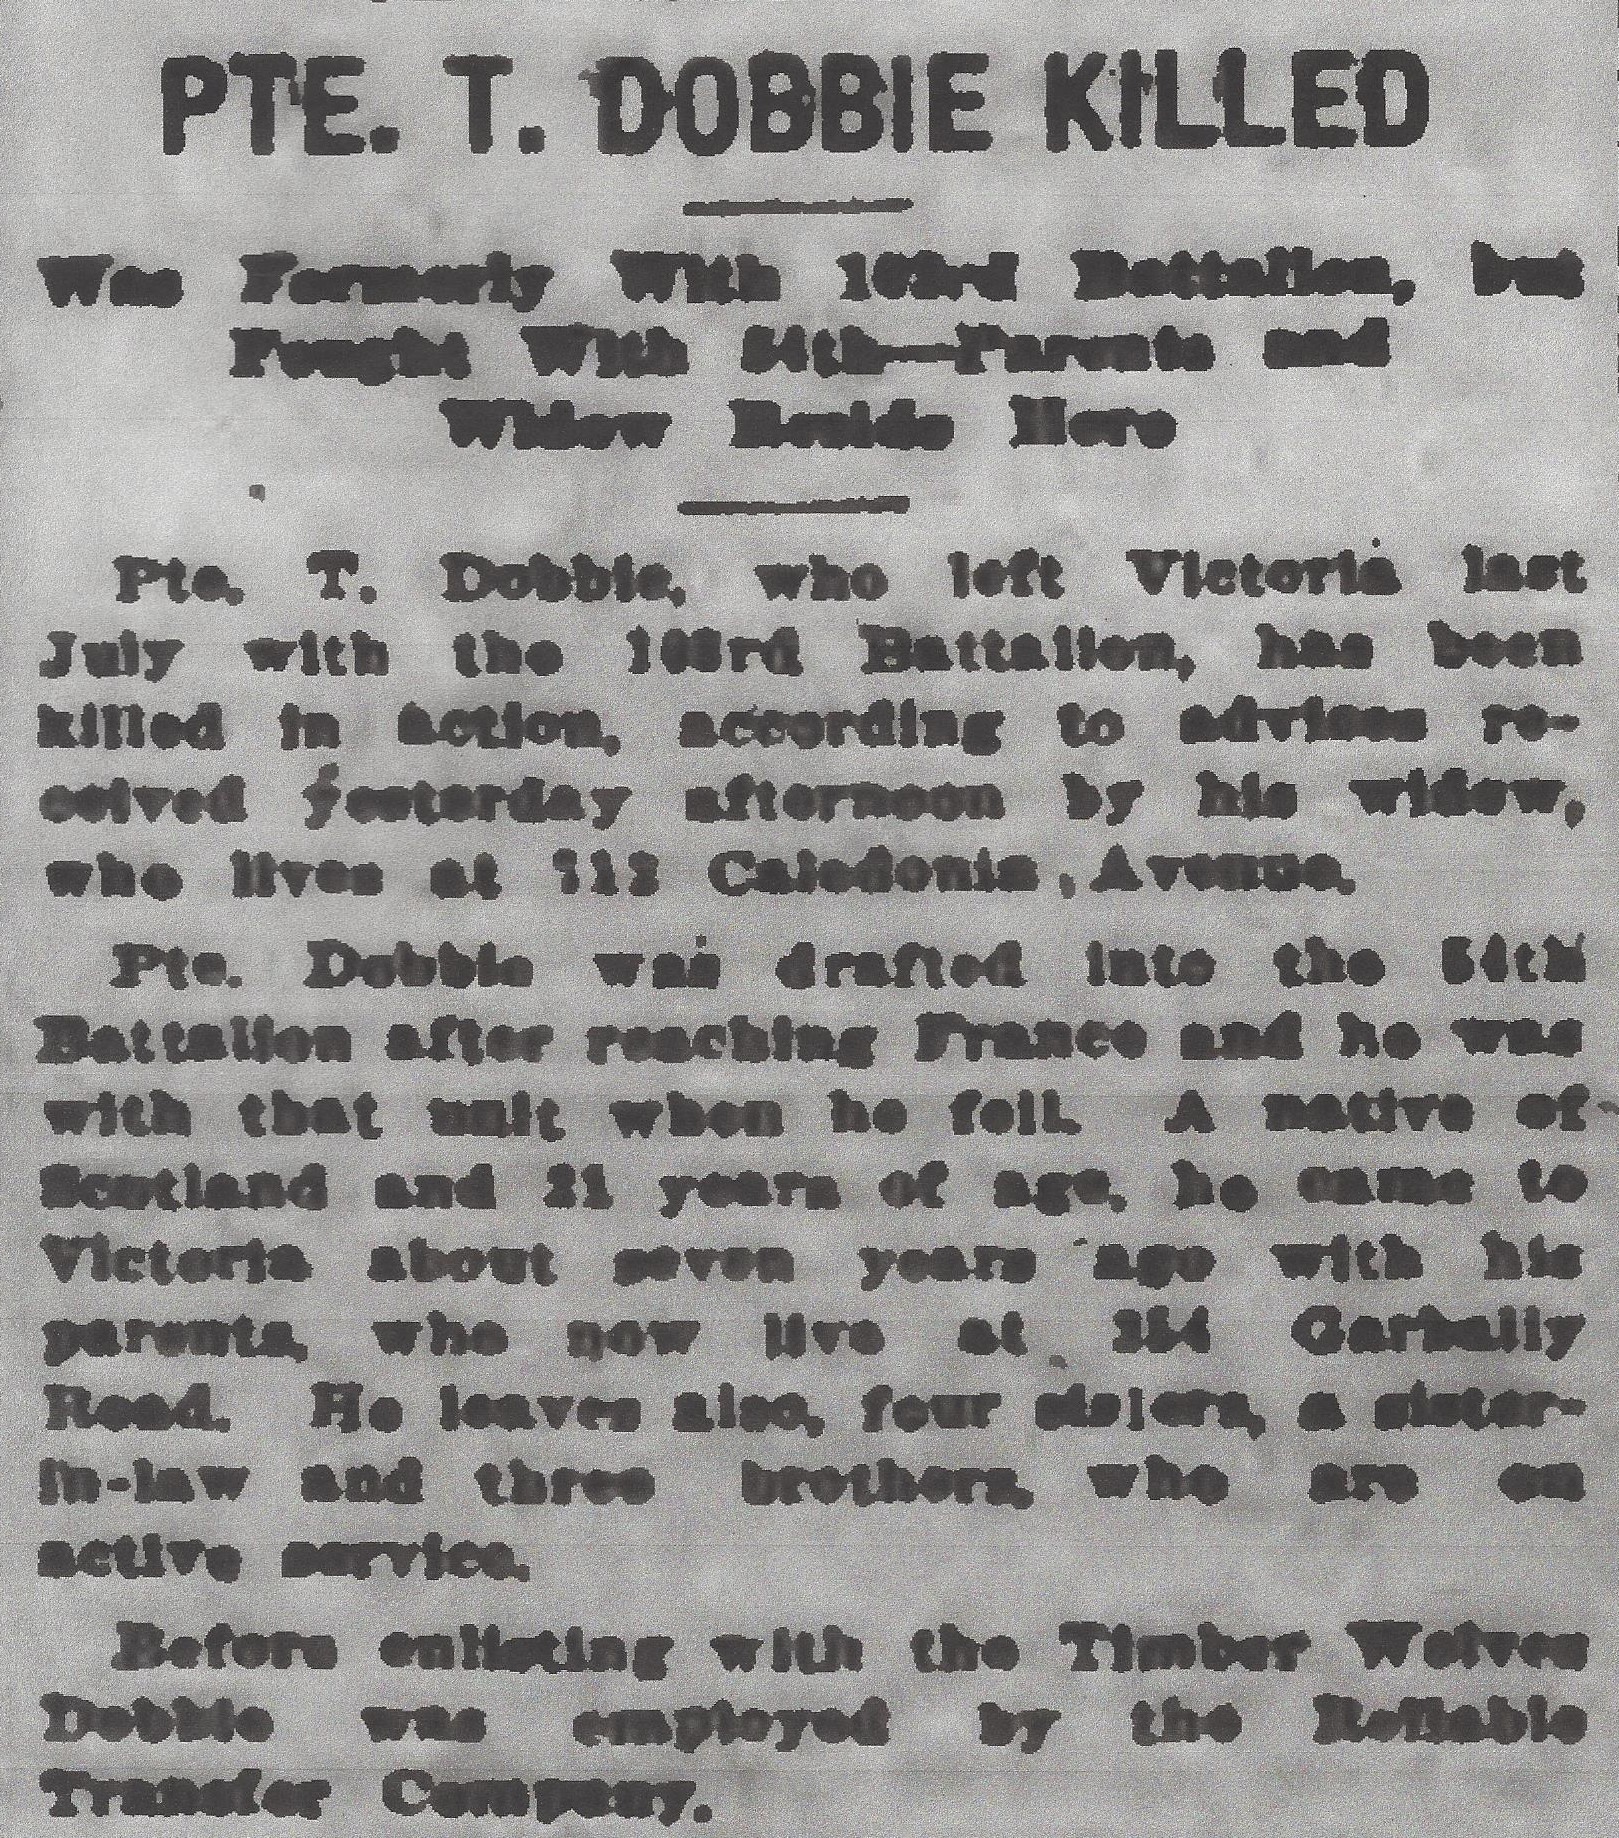 PTE. T. DOBBIE KILLED
Was Formerly With 103rd Battalion, but
Fought With 54th—Parents and
Widow Reside Here
Pte. T. Dobbie, who left Victoria last
July with the 103rd Battalion, has been
killed in action, according to advices re-
ceived yesterday afternoon by his widow,
who lives at Caledonia Avenue.
Pte. Dobbie was drafted into the 54th
Battalion after reaching France and he was
with that unit when he fell. A native of
Scotland and 21 years of age, he came to
Victoria about seven years ago with his
parents, who now live at Garbally
Road. He leaves also, four sisters, a sister-
in-law and three brothers, who are on
active service.
Before enlisting with the Timber Wolves
Dobbie was employed by the Reliable
Transfer Company.